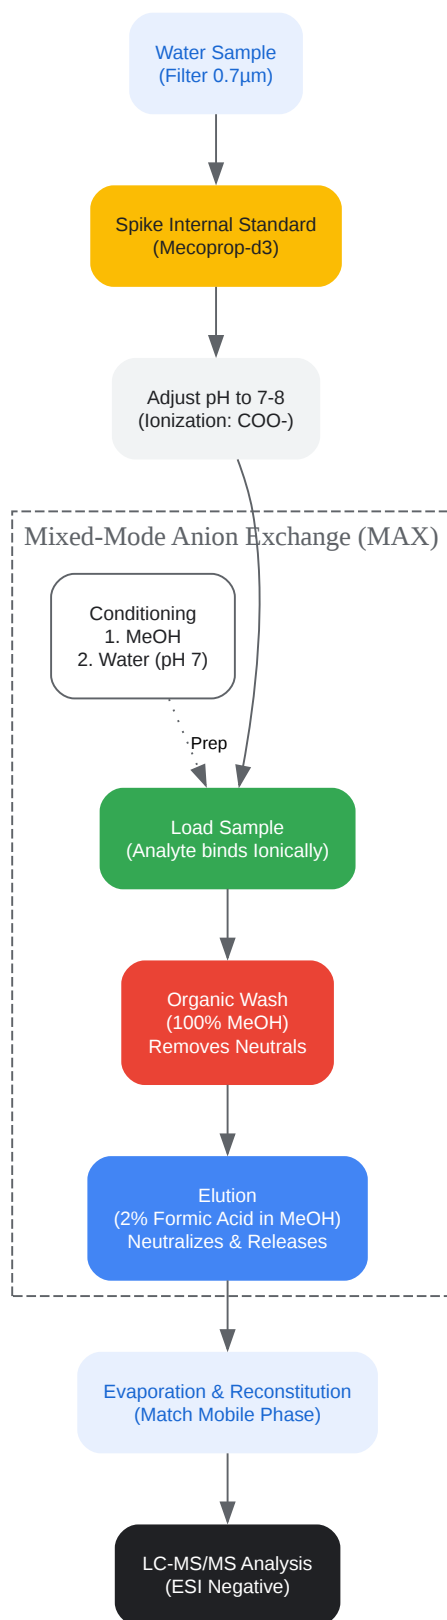 Water Sample
(Filter 0.7µm)
Spike Internal Standard
(Mecoprop-d3)
Adjust pH to 7-8
(Ionization: COO-)
Mixed-Mode Anion Exchange (MAX)
Conditioning
1. MeOH
2. Water (pH 7)
Prep
Load Sample
(Analyte binds Ionically)
Organic Wash
(100% MeOH)
Removes Neutrals
Elution
(2% Formic Acid in MeOH)
Neutralizes & Releases
Evaporation & Reconstitution
(Match Mobile Phase)
LC-MS/MS Analysis
(ESI Negative)